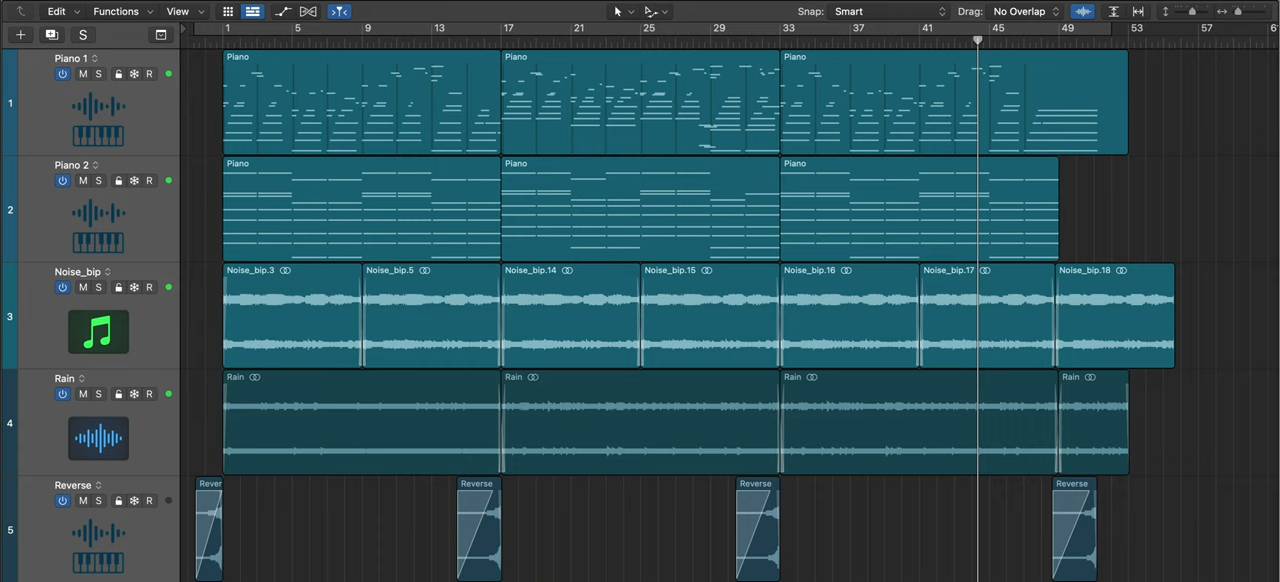 Edit Functions View Snap: Smart Drag: No Overlap
S 1 5 9 13 17 21 25 29 33 37 41 45 49 53 57 61
Piano 1 Piano Piano Piano
M S R
1
Piano 2 Piano Piano Piano
M S R
2
Noise_bip Noise_bip.3 Noise_bip.5 Noise_bip.14 Noise_bip.15 Noise_bip.16 Noise_bip.17 Noise_bip.18
M S R
3
Rain Rain Rain Rain Rain
M S R
4
Reverse Rever Reverse Reverse Reverse
M S R
5